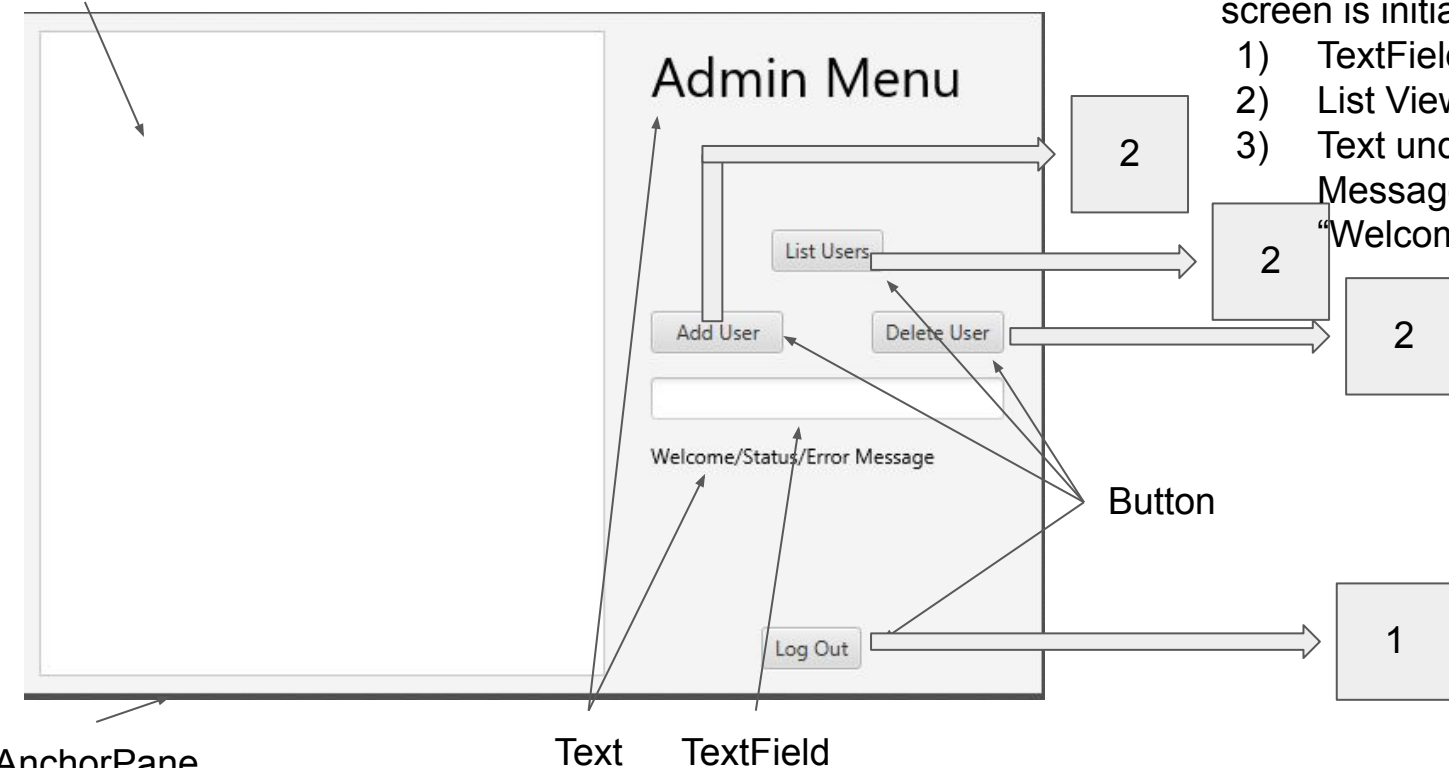 screen is initia
1) TextFiel
2) List View
3) Text und
Message
“Welcom
Admin Menu
2
List Users
2
Add User
Delete User
2
Welcome/Status/Error Message
Button
Log Out
1
AnchorPane
Text
TextField